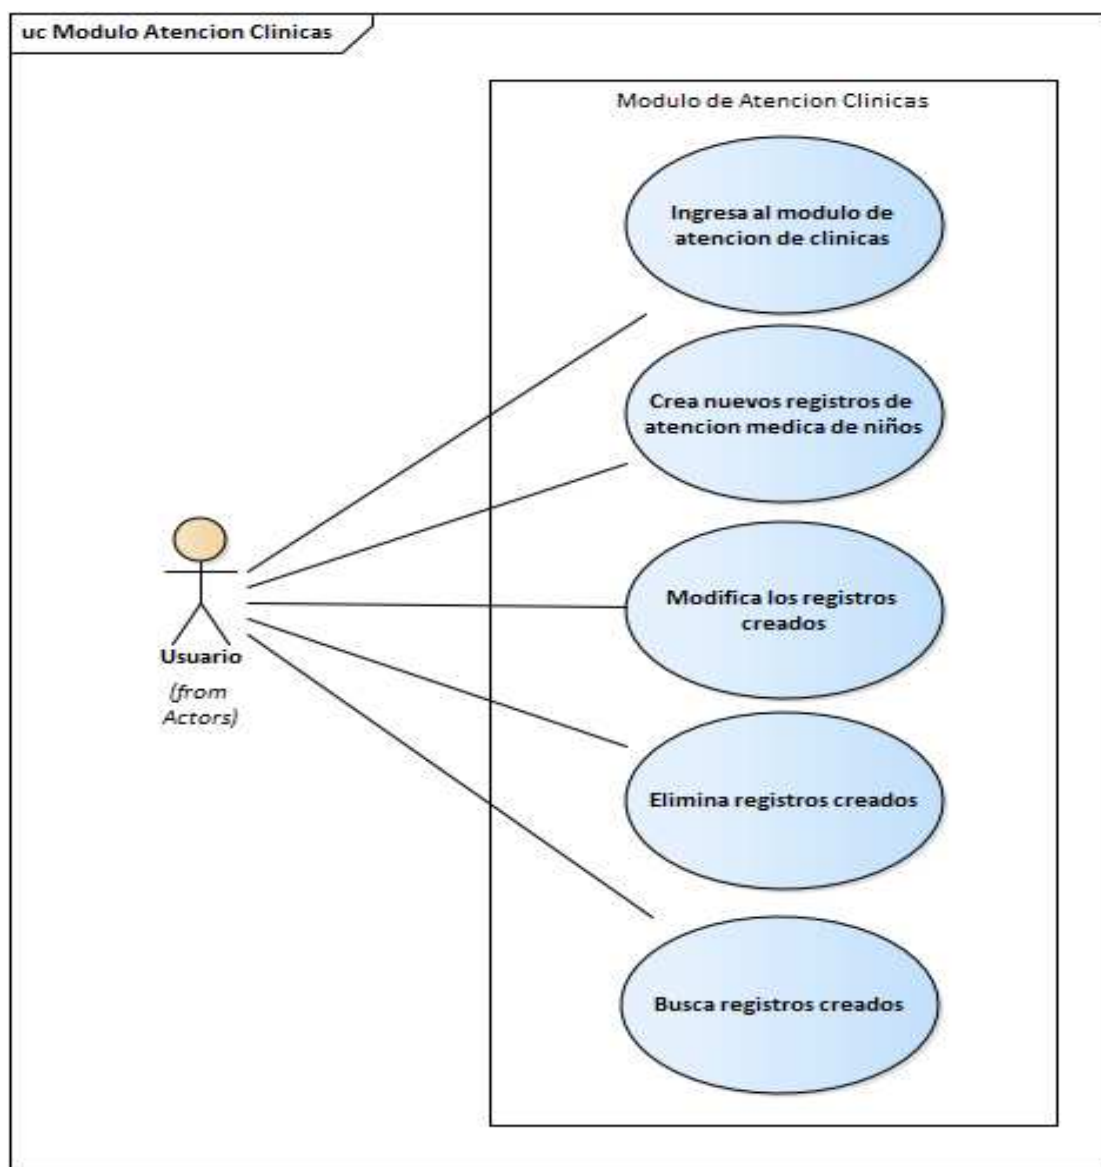 uc Modulo Atencion Clinicas
Modulo de Atencion Clinicas
Ingresa al modulo de
atencion de clinicas
Crea nuevos registros de
atencion medica de niños
Modifica los registros
creados
Usuario
(from
Actors)
Elimina registros creados
Busca registros creados